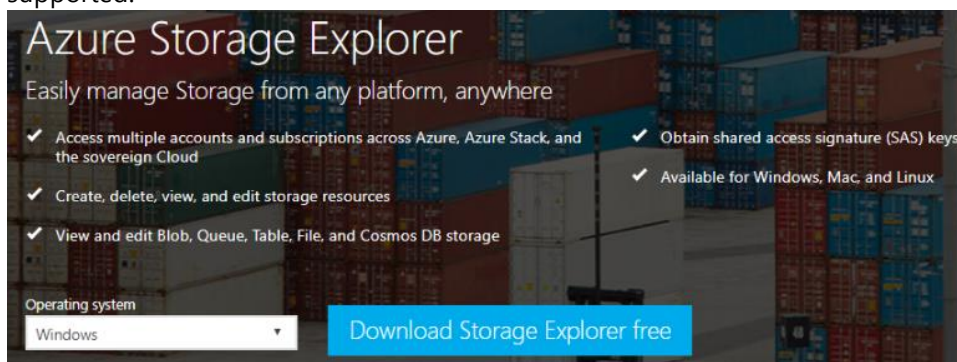 supported.
Azure Storage Explorer
Easily manage Storage from any platform, anywhere
✔ Access multiple accounts and subscriptions across Azure, Azure Stack, and
the sovereign Cloud
✔ Create, delete, view, and edit storage resources
✔ View and edit Blob, Queue, Table, File, and Cosmos DB storage
✔ Obtain shared access signature (SAS) keys
✔ Available for Windows, Mac, and Linux
Operating system
Windows
Download Storage Explorer free